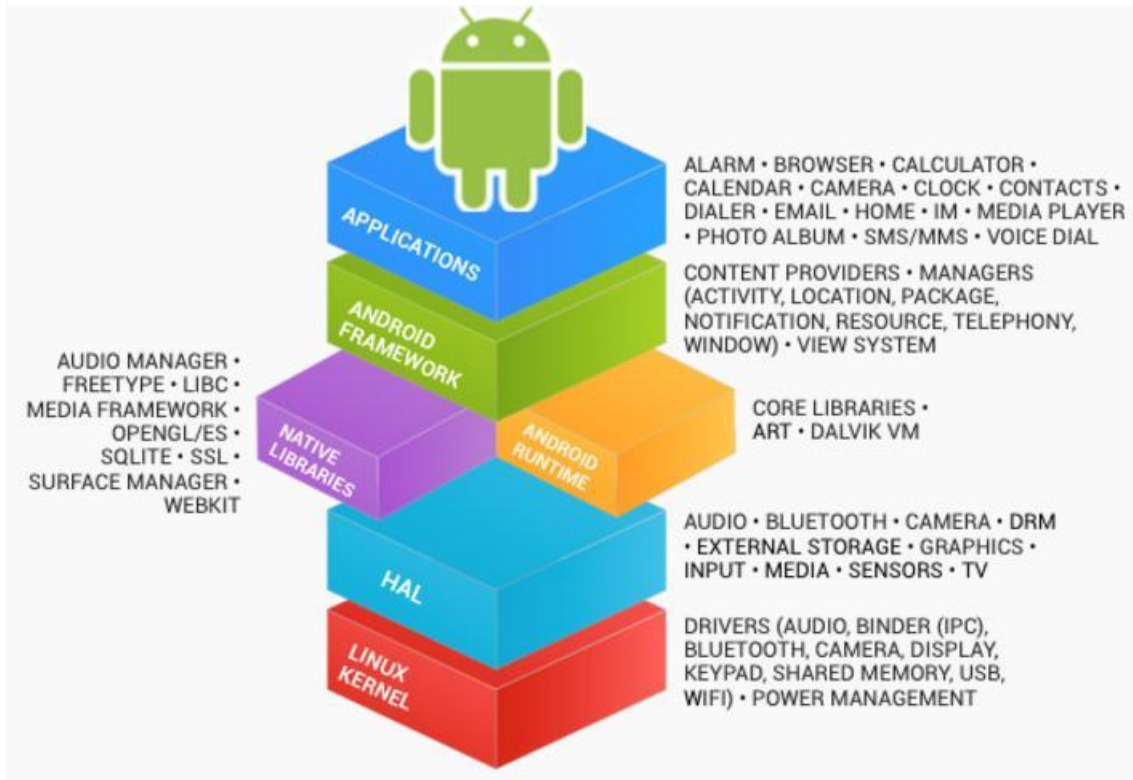 APPLICATIONS
ALARM • BROWSER • CALCULATOR •
CALENDAR • CAMERA • CLOCK • CONTACTS •
DIALER • EMAIL • HOME • IM • MEDIA PLAYER
• PHOTO ALBUM • SMS/MMS • VOICE DIAL
ANDROID
FRAMEWORK
CONTENT PROVIDERS • MANAGERS
(ACTIVITY, LOCATION, PACKAGE,
NOTIFICATION, RESOURCE, TELEPHONY,
WINDOW) • VIEW SYSTEM
AUDIO MANAGER •
FREETYPE • LIBC •
MEDIA FRAMEWORK •
OPENGL/ES •
SQLITE • SSL •
SURFACE MANAGER •
WEBKIT
NATIVE
LIBRARIES
ANDROID
RUNTIME
CORE LIBRARIES •
ART • DALVIK VM
HAL
AUDIO • BLUETOOTH • CAMERA • DRM
• EXTERNAL STORAGE • GRAPHICS •
INPUT • MEDIA • SENSORS • TV
LINUX
KERNEL
DRIVERS (AUDIO, BINDER (IPC),
BLUETOOTH, CAMERA, DISPLAY,
KEYPAD, SHARED MEMORY, USB,
WIFI) • POWER MANAGEMENT